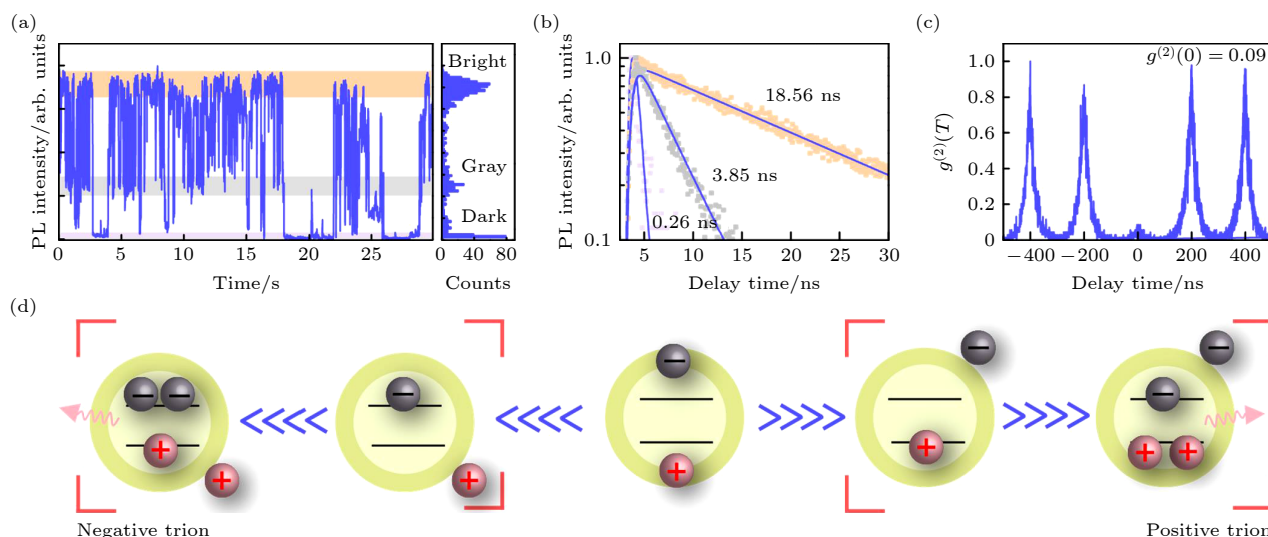 (a)
PL intensity/arb. units
Bright
Gray
Dark
0 5 10 15 20 25
0 40 80
Time/s
Counts
(b)
PL intensity/arb. units
1.0
0.1
18.56 ns
3.85 ns
0.26 ns
5 10 15 20 25 30
Delay time/ns
(c)
g(2)(T)
g(2)(0) = 0.09
1.0
0.8
0.6
0.4
0.2
0
−400 −200 0 200 400
Delay time/ns
(d)
− −
+
+
−
+
−
+
−
+
−
−
+ +
Negative trion
Positive trion